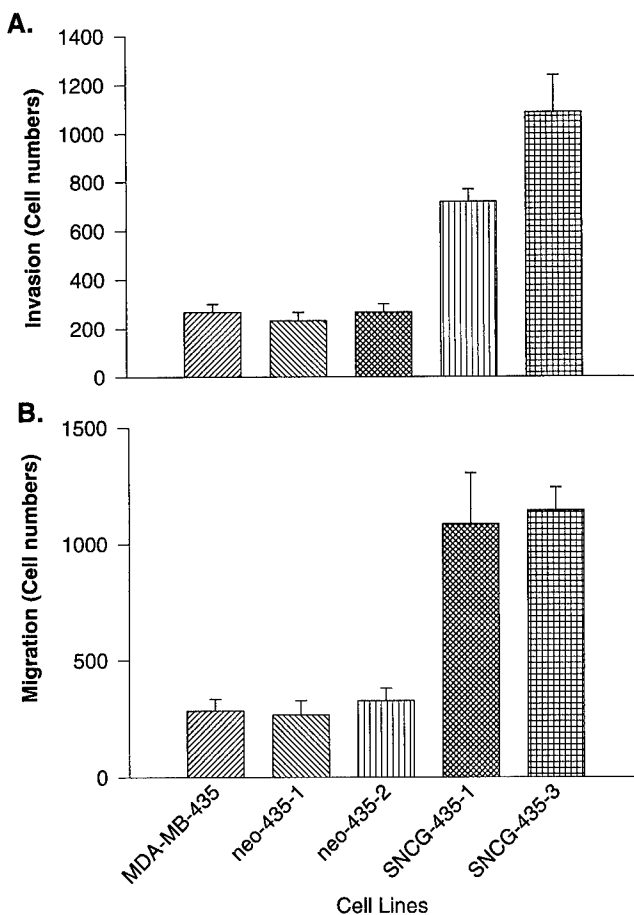 A.
1400
1200
1000
800
600
400
200
0
Invasion (Cell numbers)
B.
1500
1000
500
0
Migration (Cell numbers)
MDA-MB-435
neo-435-1
neo-435-2
SNCG-435-1
SNCG-435-3
Cell Lines